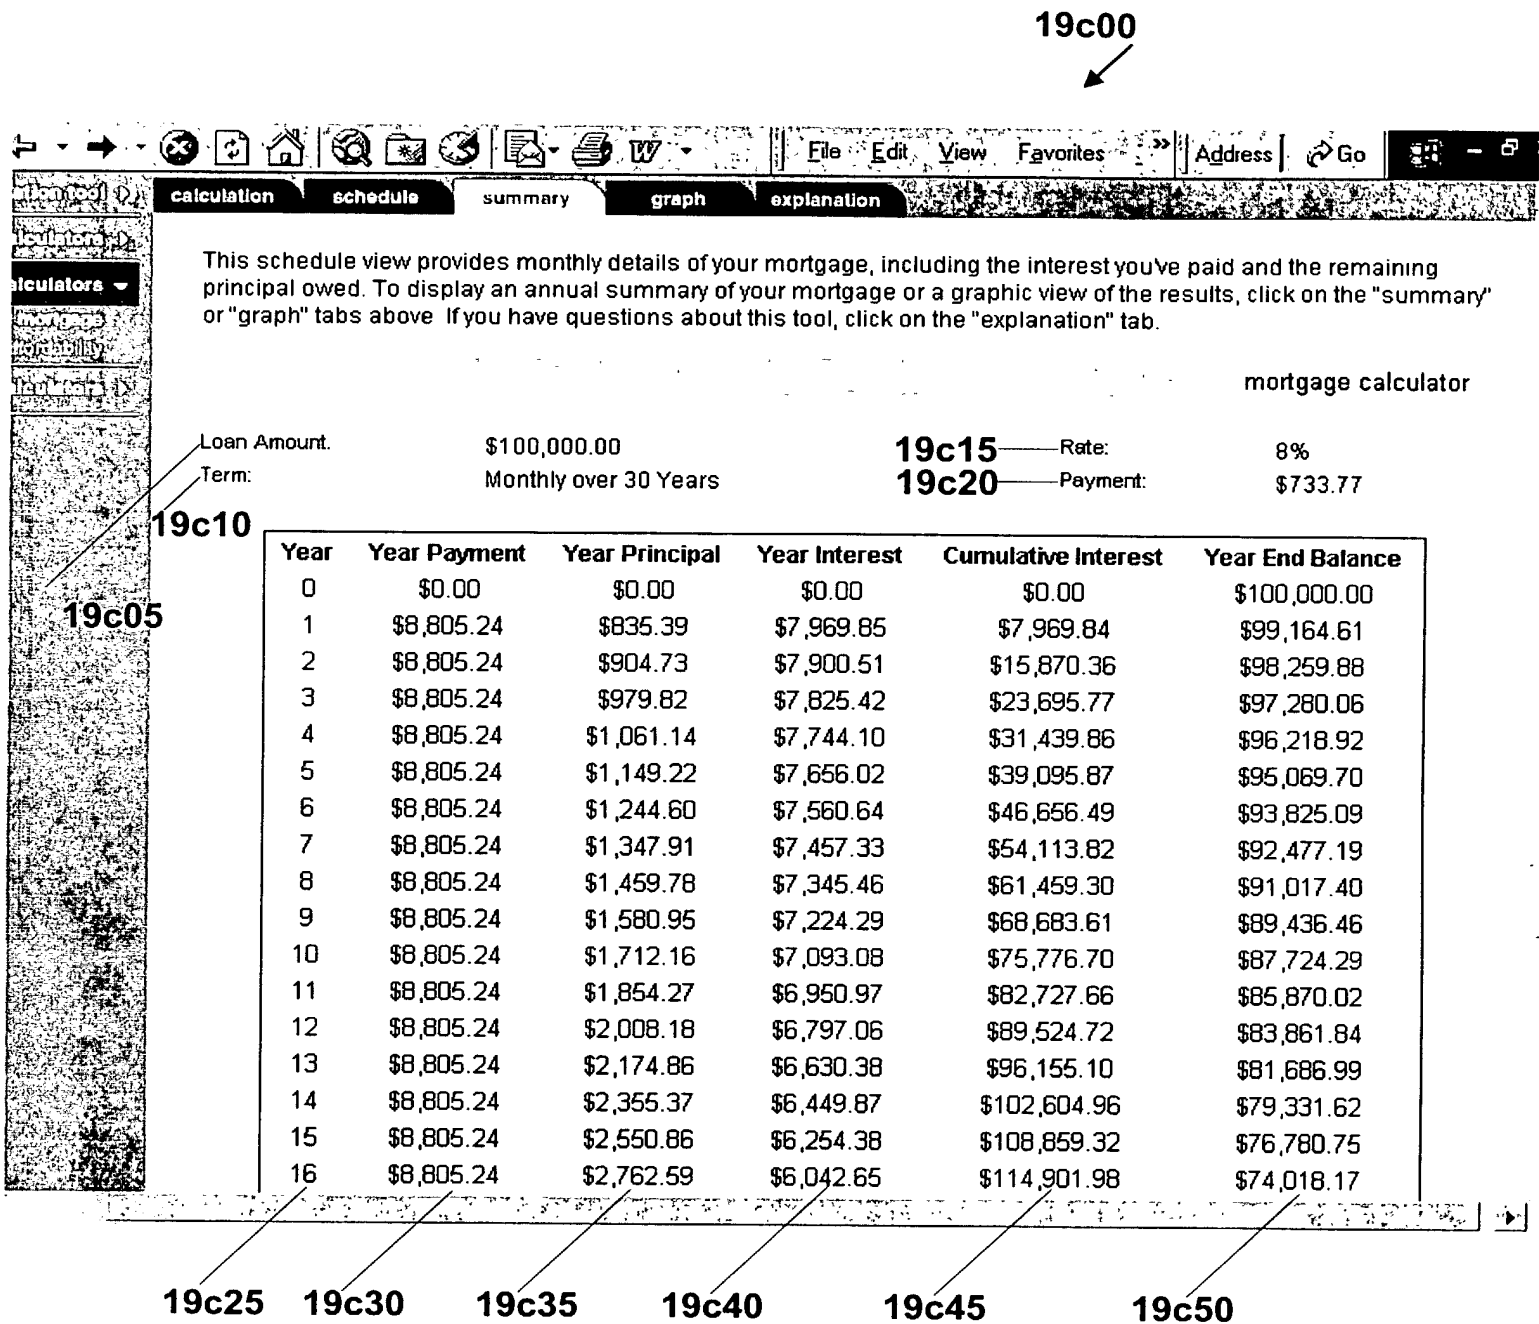 19c00
File Edit View Favorites » Address Go
calculation schedule summary graph explanation
This schedule view provides monthly details of your mortgage, including the interest you've paid and the remaining
principal owed. To display an annual summary of your mortgage or a graphic view of the results, click on the "summary"
or "graph" tabs above If you have questions about this tool, click on the "explanation" tab.
mortgage calculator
Loan Amount. $100,000.00 19c15 Rate: 8%
Term: Monthly over 30 Years 19c20 Payment: $733.77
19c10
19c05
Year Year Payment Year Principal Year Interest Cumulative Interest Year End Balance
0 $0.00 $0.00 $0.00 $0.00 $100,000.00
1 $8,805.24 $835.39 $7,969.85 $7,969.84 $99,164.61
2 $8,805.24 $904.73 $7,900.51 $15,870.36 $98,259.88
3 $8,805.24 $979.82 $7,825.42 $23,695.77 $97,280.06
4 $8,805.24 $1,061.14 $7,744.10 $31,439.86 $96,218.92
5 $8,805.24 $1,149.22 $7,656.02 $39,095.87 $95,069.70
6 $8,805.24 $1,244.60 $7,560.64 $46,656.49 $93,825.09
7 $8,805.24 $1,347.91 $7,457.33 $54,113.82 $92,477.19
8 $8,805.24 $1,459.78 $7,345.46 $61,459.30 $91,017.40
9 $8,805.24 $1,580.95 $7,224.29 $68,683.61 $89,436.46
10 $8,805.24 $1,712.16 $7,093.08 $75,776.70 $87,724.29
11 $8,805.24 $1,854.27 $6,950.97 $82,727.66 $85,870.02
12 $8,805.24 $2,008.18 $6,797.06 $89,524.72 $83,861.84
13 $8,805.24 $2,174.86 $6,630.38 $96,155.10 $81,686.99
14 $8,805.24 $2,355.37 $6,449.87 $102,604.96 $79,331.62
15 $8,805.24 $2,550.86 $6,254.38 $108,859.32 $76,780.75
16 $8,805.24 $2,762.59 $6,042.65 $114,901.98 $74,018.17
19c25 19c30 19c35 19c40 19c45 19c50